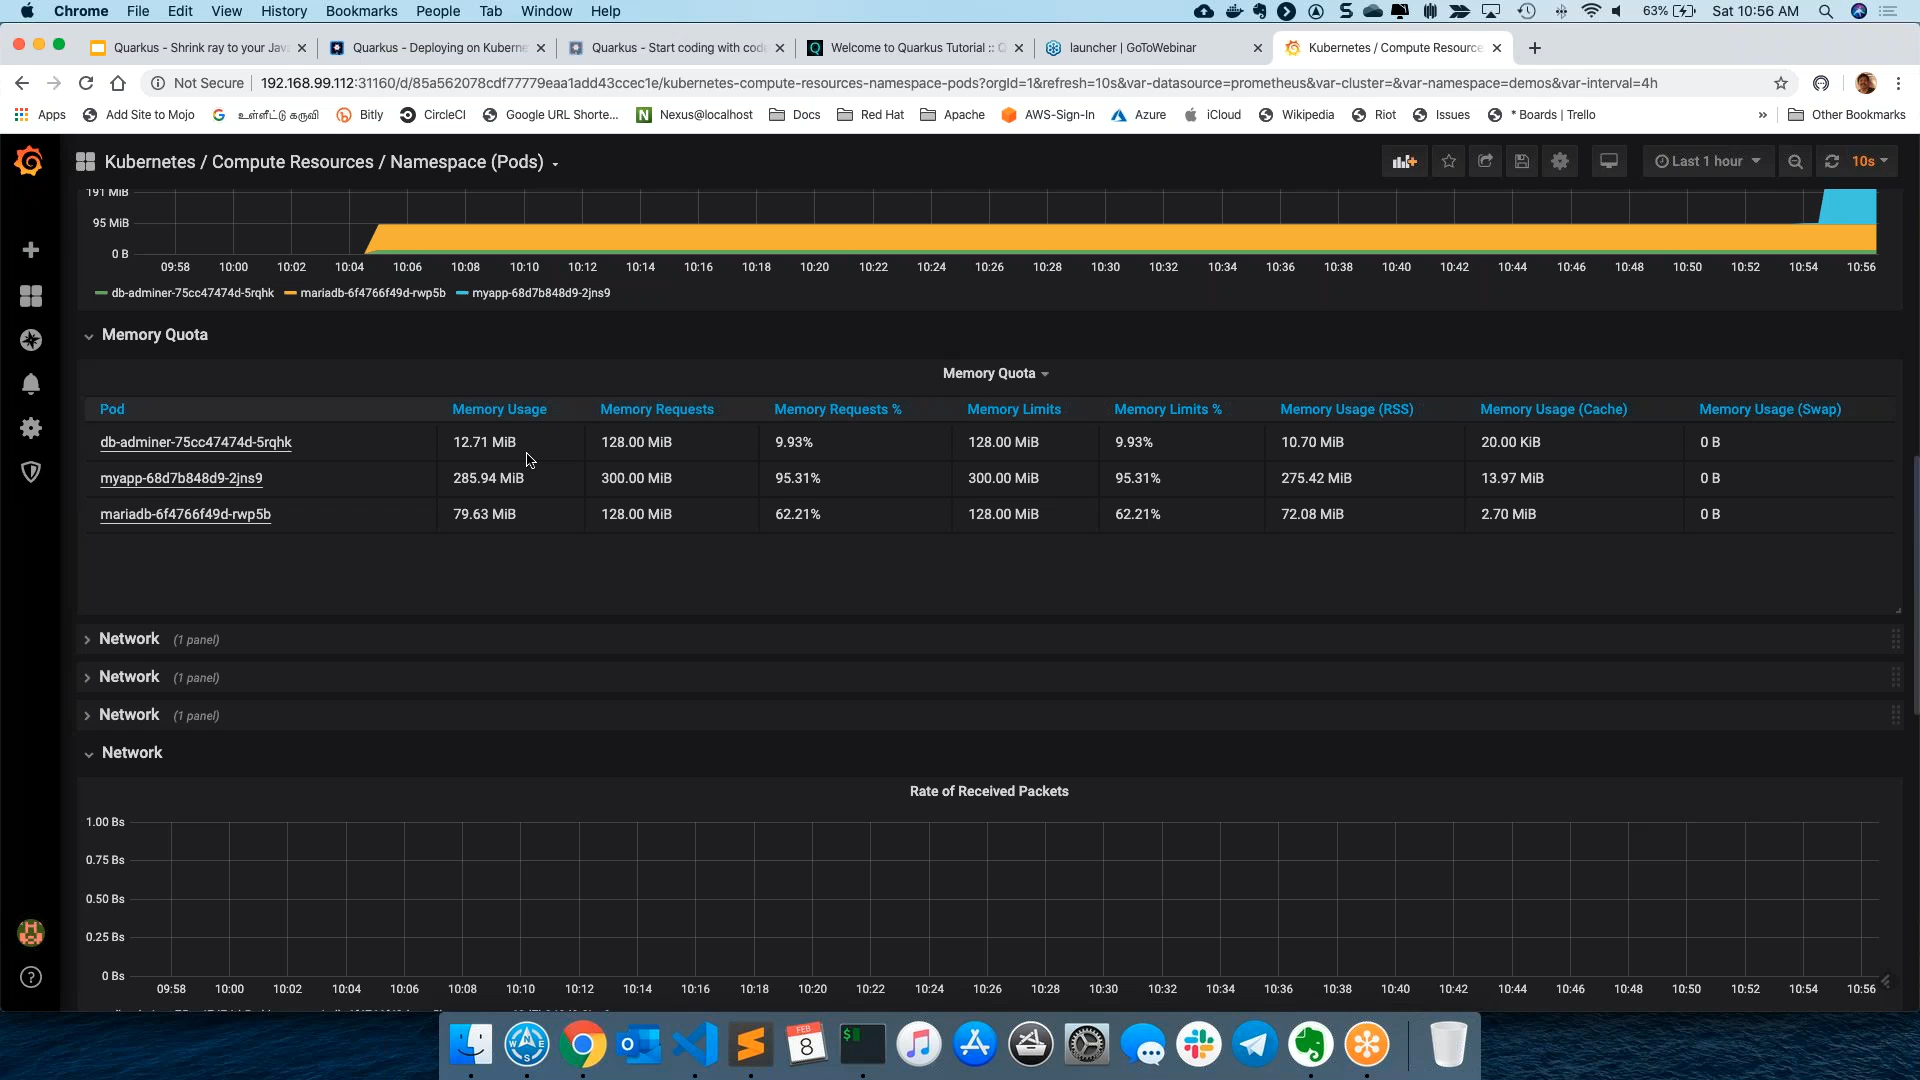 Chrome File Edit View History Bookmarks People Tab Window Help 63% Sat 10:56 AM
Quarkus - Shrink ray to your Jav Quarkus - Deploying on Kuberne Quarkus - Start coding with cod Welcome to Quarkus Tutorial :: launcher | GoToWebinar Kubernetes / Compute Resource
Not Secure 192.168.99.112:31160/d/85a562078cdf77779eaa1add43ccec1e/kubernetes-compute-resources-namespace-pods?orgId=1&refresh=10s&var-datasource=prometheus&var-cluster=&var-namespace=demos&var-interval=4h
Apps Add Site to Mojo உள்ளீட்டு கருவி Bitly CircleCI Google URL Shorte... Nexus@localhost Docs Red Hat Apache AWS-Sign-In Azure iCloud Wikipedia Riot Issues * Boards | Trello » Other Bookmarks
Kubernetes / Compute Resources / Namespace (Pods) Last 1 hour 10s
191 MiB
95 MiB
0 B
09:58 10:00 10:02 10:04 10:06 10:08 10:10 10:12 10:14 10:16 10:18 10:20 10:22 10:24 10:26 10:28 10:30 10:32 10:34 10:36 10:38 10:40 10:42 10:44 10:46 10:48 10:50 10:52 10:54 10:56
db-adminer-75cc47474d-5rqhk mariadb-6f4766f49d-rwp5b myapp-68d7b848d9-2jns9
Memory Quota
Memory Quota
Pod Memory Usage Memory Requests Memory Requests % Memory Limits Memory Limits % Memory Usage (RSS) Memory Usage (Cache) Memory Usage (Swap)
db-adminer-75cc47474d-5rqhk 12.71 MiB 128.00 MiB 9.93% 128.00 MiB 9.93% 10.70 MiB 20.00 KiB 0 B
myapp-68d7b848d9-2jns9 285.94 MiB 300.00 MiB 95.31% 300.00 MiB 95.31% 275.42 MiB 13.97 MiB 0 B
mariadb-6f4766f49d-rwp5b 79.63 MiB 128.00 MiB 62.21% 128.00 MiB 62.21% 72.08 MiB 2.70 MiB 0 B
Network (1 panel)
Network (1 panel)
Network (1 panel)
Network
Rate of Received Packets
1.00 Bs
0.75 Bs
0.50 Bs
0.25 Bs
0 Bs
09:58 10:00 10:02 10:04 10:06 10:08 10:10 10:12 10:14 10:16 10:18 10:20 10:22 10:24 10:26 10:28 10:30 10:32 10:34 10:36 10:38 10:40 10:42 10:44 10:46 10:48 10:50 10:52 10:54 10:56
FEB
8